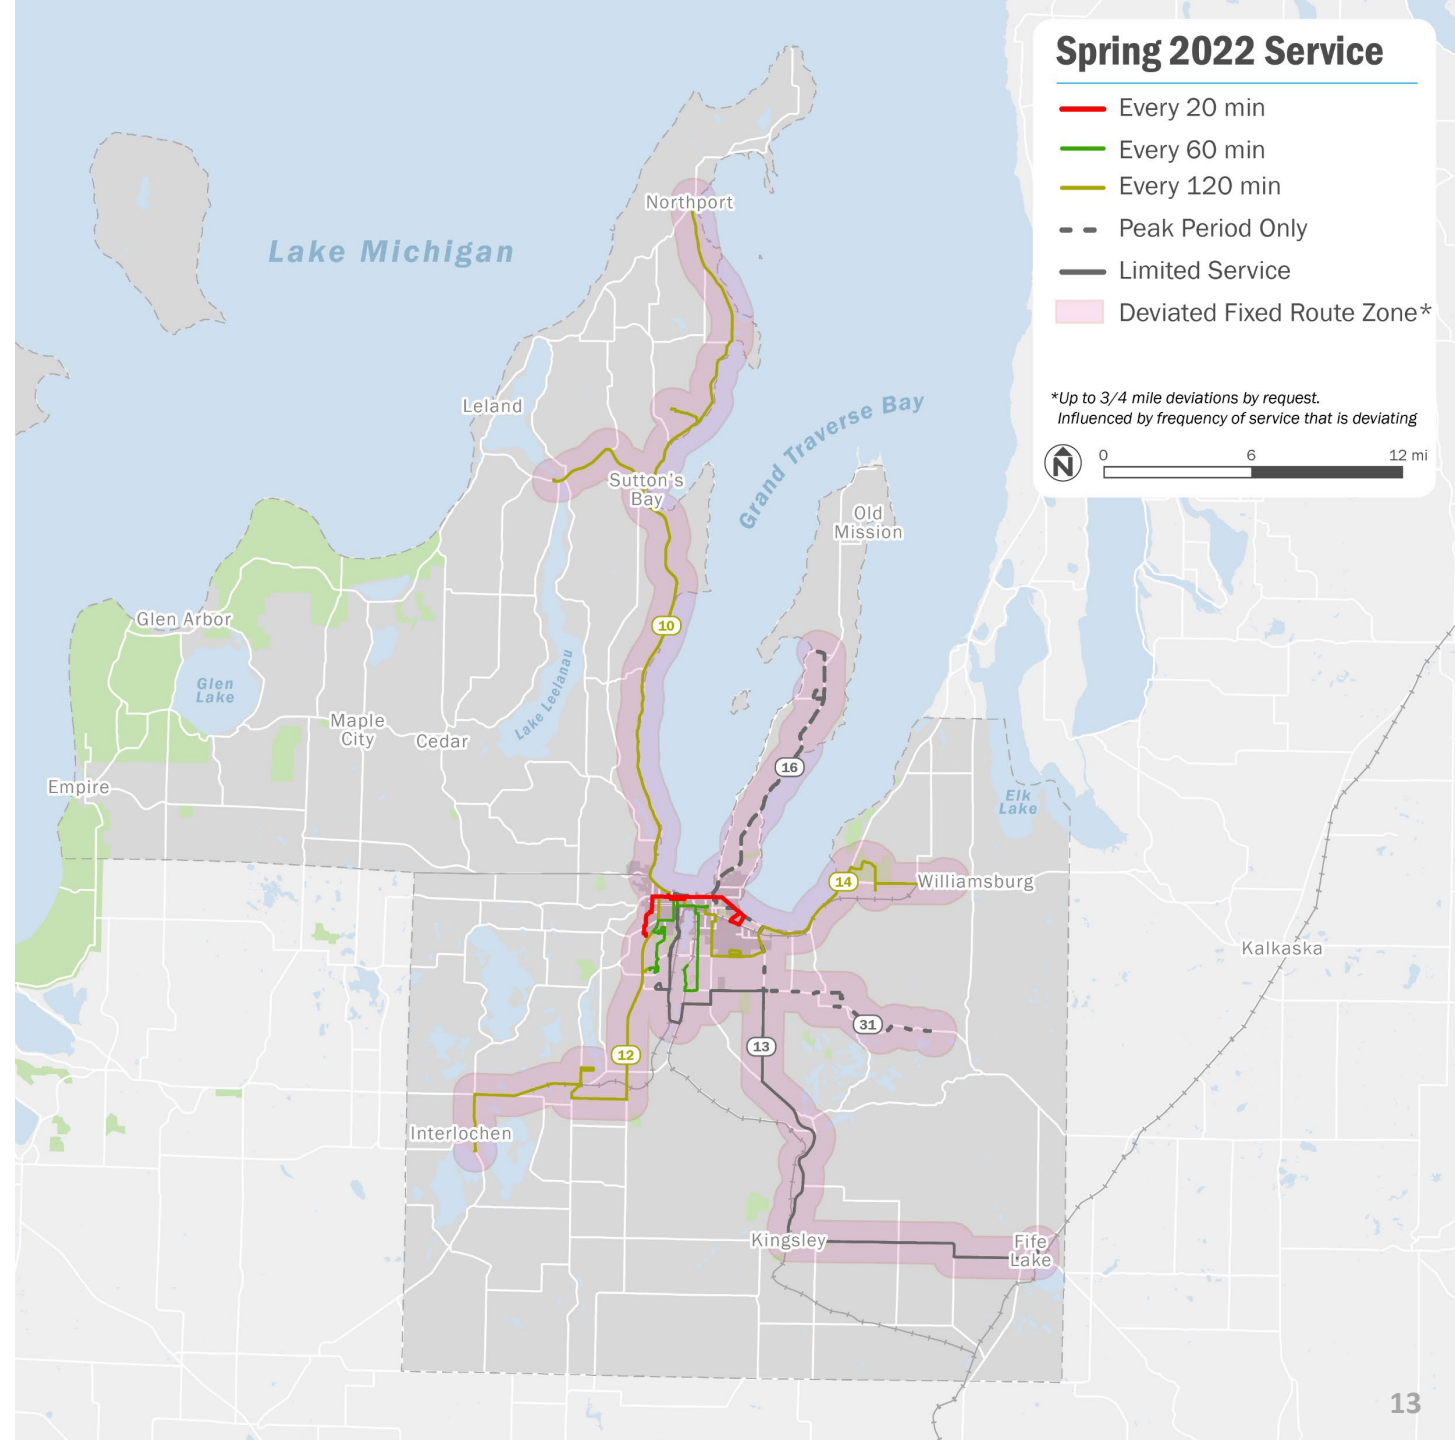 Spring 2022 Service
Every 20 min
Every 60 min
Every 120 min
Peak Period Only
Limited Service
Deviated Fixed Route Zone*
*Up to 3/4 mile deviations by request.
Influenced by frequency of service that is deviating
N
0 6 12 mi
Northport
Lake Michigan
Leland
Grand Traverse Bay
Sutton's
Bay
Old
Mission
Glen Arbor
10
Glen
Lake
Lake Leelanau
Maple
City
Cedar
16
Empire
Elk
Lake
14
Williamsburg
Kalkaska
31
13
12
Interlochen
Kingsley
Fife
Lake
13